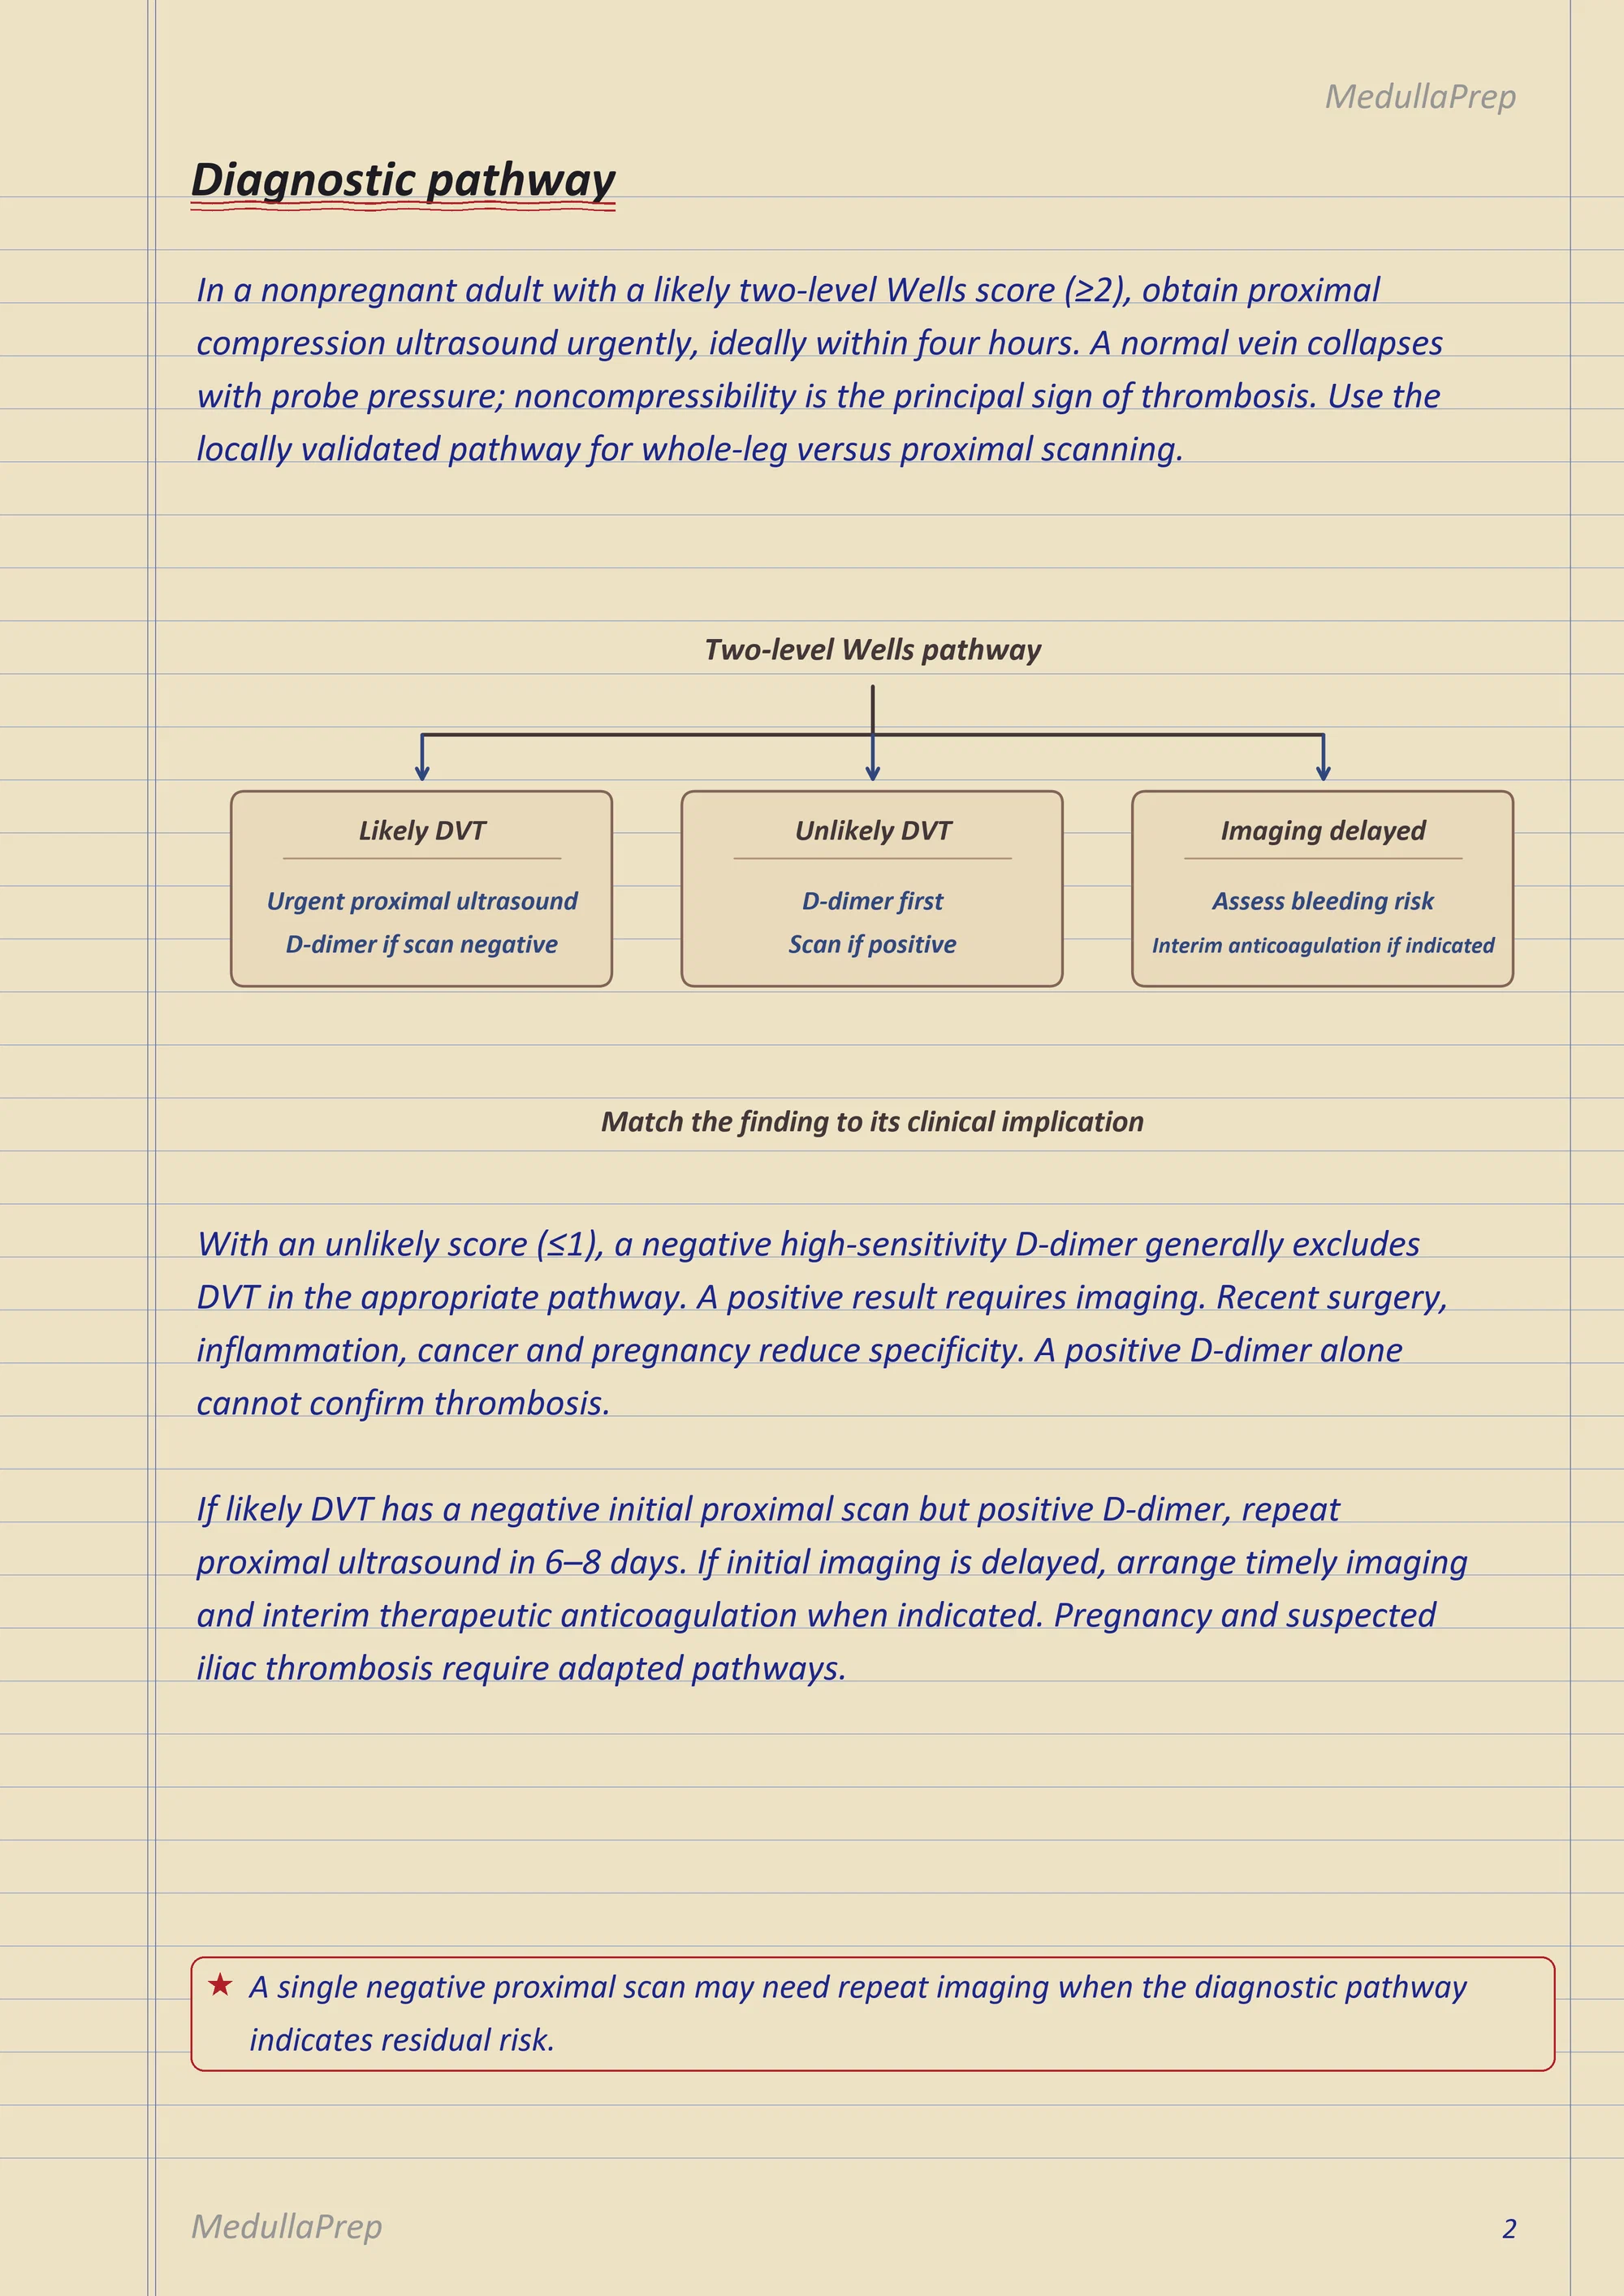 MedullaPrep
Diagnostic pathway
In a nonpregnant adult with a likely two-level Wells score (≥2), obtain proximal
compression ultrasound urgently, ideally within four hours. A normal vein collapses
with probe pressure; noncompressibility is the principal sign of thrombosis. Use the
locally validated pathway for whole-leg versus proximal scanning.
Two-level Wells pathway
Likely DVT
Urgent proximal ultrasound
D-dimer if scan negative
Unlikely DVT
D-dimer first
Scan if positive
Imaging delayed
Assess bleeding risk
Interim anticoagulation if indicated
Match the finding to its clinical implication
With an unlikely score (≤1), a negative high-sensitivity D-dimer generally excludes
DVT in the appropriate pathway. A positive result requires imaging. Recent surgery,
inflammation, cancer and pregnancy reduce specificity. A positive D-dimer alone
cannot confirm thrombosis.
If likely DVT has a negative initial proximal scan but positive D-dimer, repeat
proximal ultrasound in 6–8 days. If initial imaging is delayed, arrange timely imaging
and interim therapeutic anticoagulation when indicated. Pregnancy and suspected
iliac thrombosis require adapted pathways.
★ A single negative proximal scan may need repeat imaging when the diagnostic pathway
indicates residual risk.
MedullaPrep
2